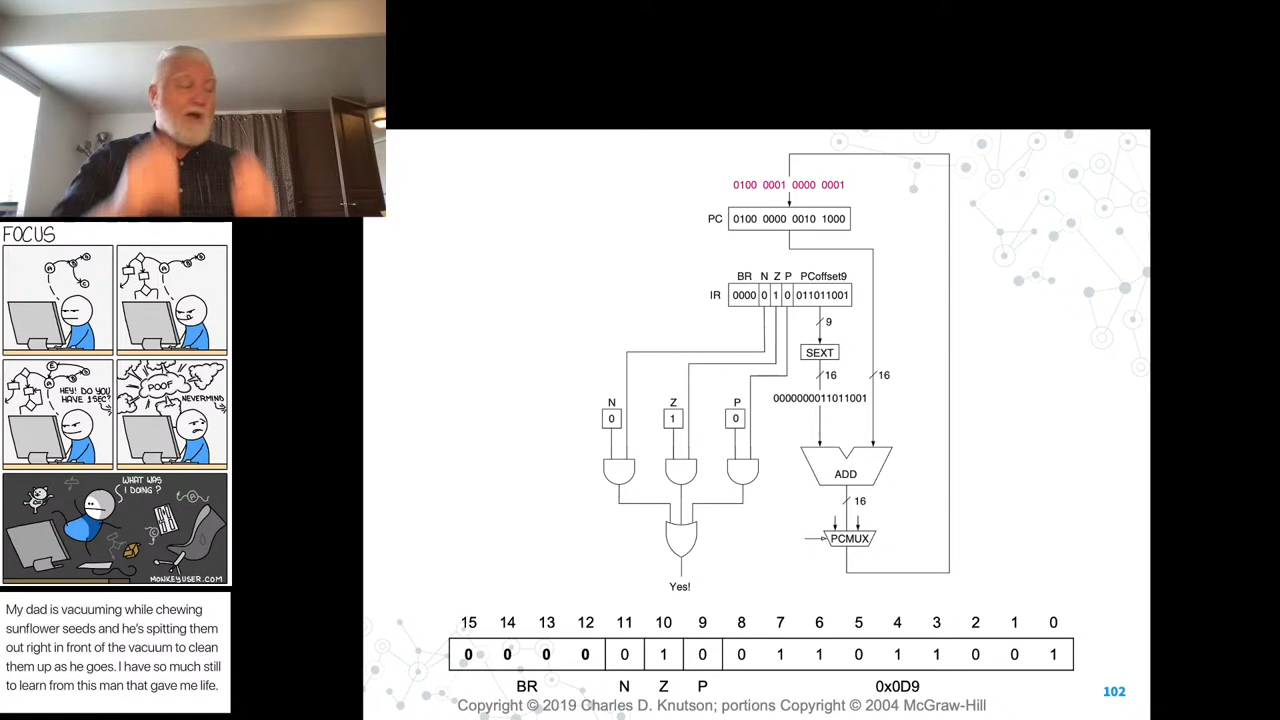 FOCUS
A
B
B
C
A
B
B
E
A
B
HEY! DO YOU
HAVE 1 SEC?
POOF
NEVERMIND
WHAT WAS
I DOING?
MONKEYUSER.COM
My dad is vacuuming while chewing
sunflower seeds and he's spitting them
out right in front of the vacuum to clean
them up as he goes. I have so much still
to learn from this man that gave me life.
0100 0001 0000 0001
PC 0100 0000 0010 1000
BR N Z P PCoffset9
IR 0000 0 1 0 011011001
9
SEXT
16 16
0000000011011001
N Z P
0 1 0
ADD
16
PCMUX
Yes!
15 14 13 12 11 10 9 8 7 6 5 4 3 2 1 0
0 0 0 0 0 1 0 0 1 1 0 1 1 0 0 1
BR N Z P 0x0D9
Copyright © 2019 Charles D. Knutson; portions Copyright © 2004 McGraw-Hill
102